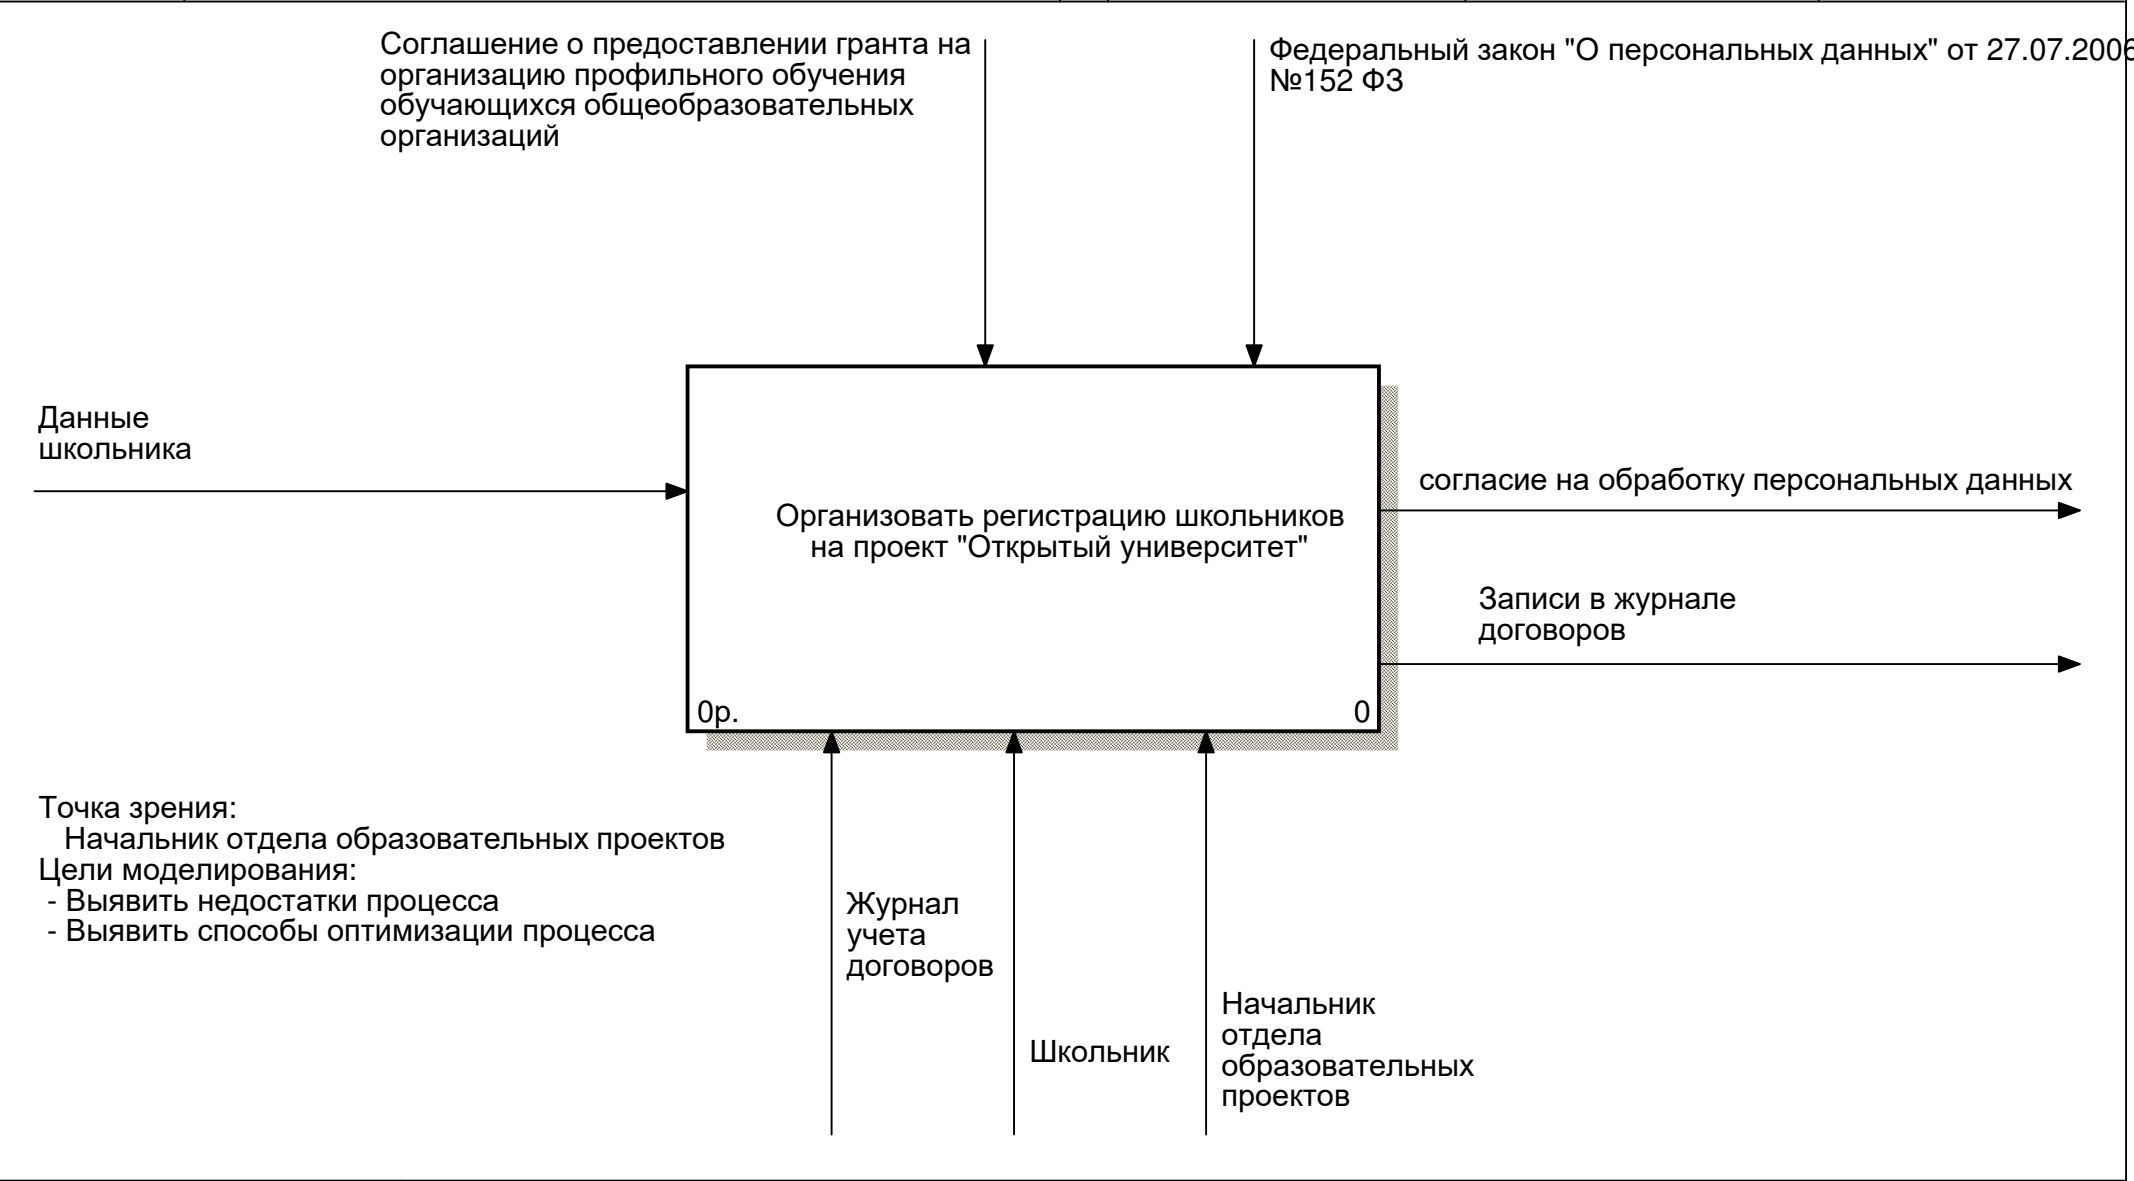 Соглашение о предоставлении гранта на
организацию профильного обучения
обучающихся общеобразовательных
организаций
Федеральный закон "О персональных данных" от 27.07.2006
№152 ФЗ
Данные
школьника
Организовать регистрацию школьников
на проект "Открытый университет"
0р.
0
согласие на обработку персональных данных
Записи в журнале
договоров
Точка зрения:
Начальник отдела образовательных проектов
Цели моделирования:
- Выявить недостатки процесса
- Выявить способы оптимизации процесса
Журнал
учета
договоров
Школьник
Начальник
отдела
образовательных
проектов